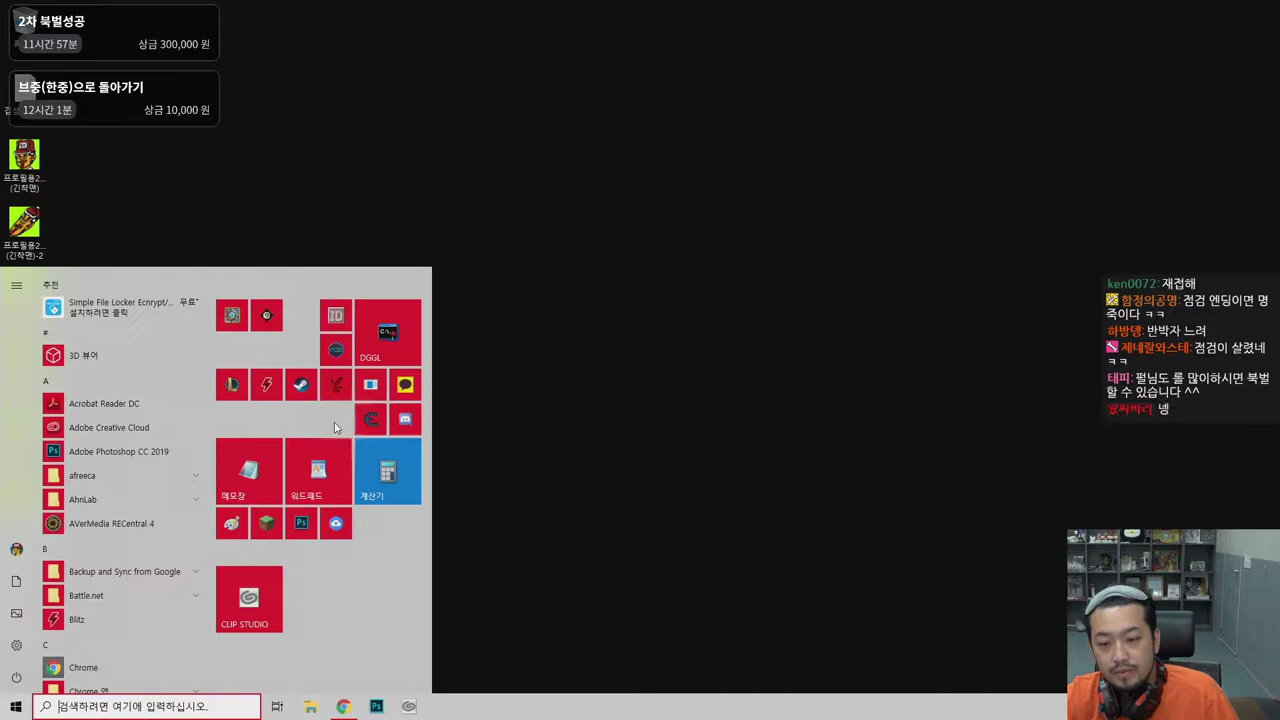 2차 북벌성공
11시간 57분
상금 300,000 원
브중(한중)으로 돌아가기
12시간 1분
상금 10,000 원
프로필용2...
(긴착맨)
프로필용2...
(긴착맨)-2
추천
Simple File Locker Ecnrypt/...
무료*
설치하려면 클릭
#
3D 뷰어
A
Acrobat Reader DC
Adobe Creative Cloud
Adobe Photoshop CC 2019
afreeca
AhnLab
AVerMedia RECentral 4
B
Backup and Sync from Google
Battle.net
Blitz
C
Chrome
Chrome 앱
DGGL
메모장
워드패드
계산기
CLIP STUDIO
검색하려면 여기에 입력하십시오.
ken0072: 재접해
함정의공명: 점검 엔딩이면 명
죽이다 ㅋㅋ
하방뎅: 반박자 느려
제네랄와스테: 점검이 살렸네
ㅋㅋ
태피: 펄님도 롤 많이하시면 북벌
할 수 있습니다 ^^
넹